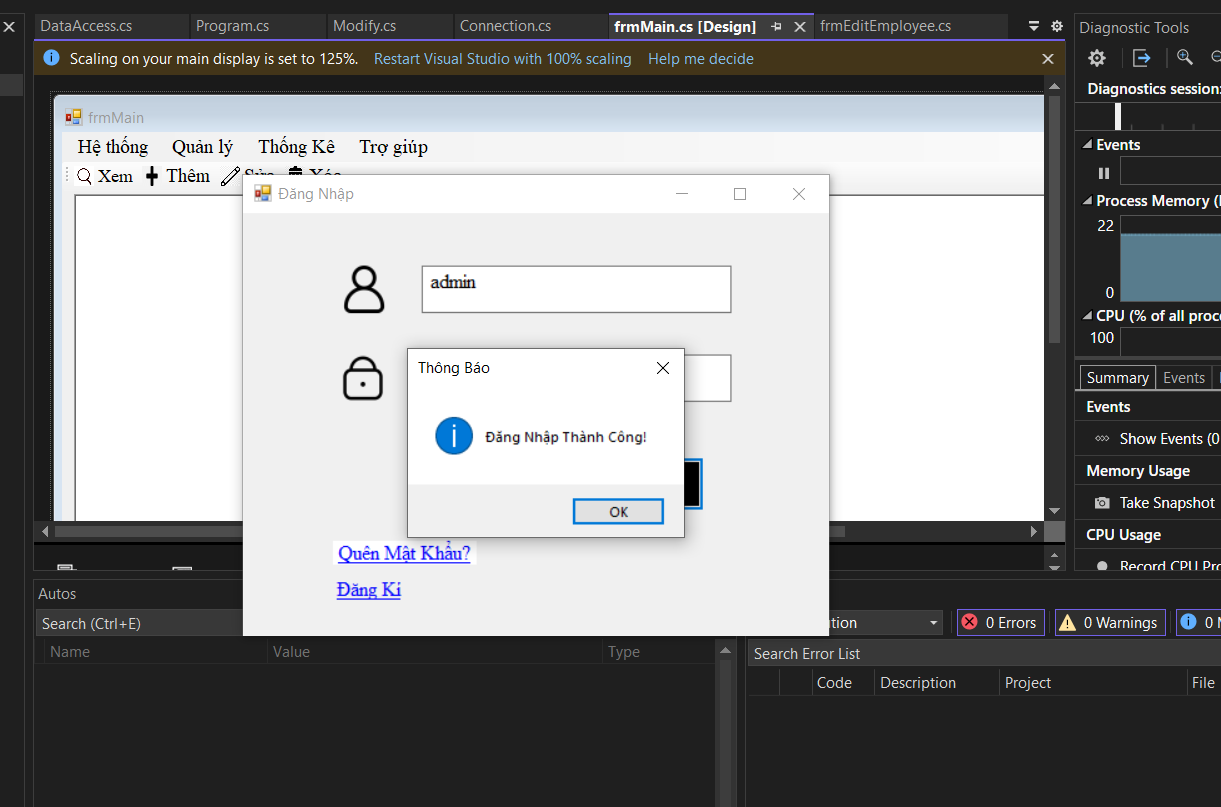 DataAccess.cs Program.cs Modify.cs Connection.cs frmMain.cs [Design] frmEditEmployee.cs
Diagnostic Tools
Scaling on your main display is set to 125%. Restart Visual Studio with 100% scaling Help me decide
Diagnostics session:
frmMain
Hệ thống Quản lý Thống Kê Trợ giúp
Events
Xem Thêm Sửa Xóa
Đăng Nhập
Process Memory (
22
0
admin
CPU (% of all proce
100
Thông Báo
Đăng Nhập Thành Công!
OK
Summary Events
Events
Show Events (0
Memory Usage
Take Snapshot
CPU Usage
Record CPU Pro
Quên Mật Khẩu?
Đăng Kí
Autos
Search (Ctrl+E)
Name Value Type
0 Errors 0 Warnings 0
Search Error List
Code Description Project File